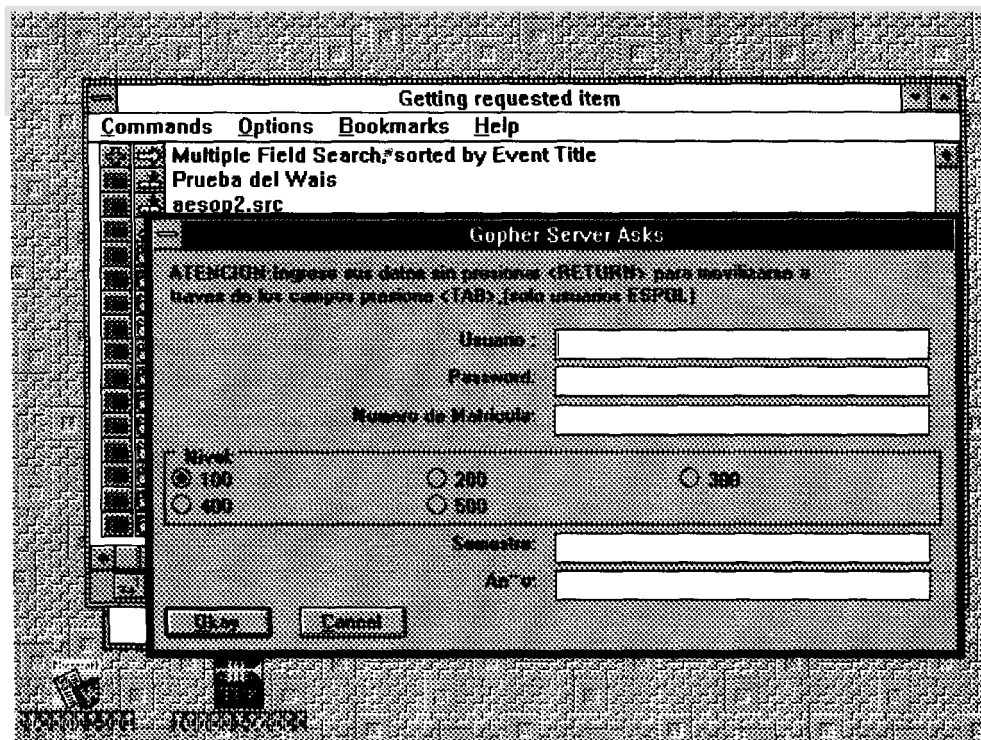 Getting requested item
Commands Options Bookmarks Help
Multiple Field Search,*sorted by Event Title
Prueba del Wais
aesop2.src
Gopher Server Asks
ATENCION:Ingrese sus datos sin presionar <RETURN> para movilizarse a
traves de los campos presione <TAB>,(solo usuarios ESPOL)
Usuario :
Password:
Numero de Matricula:
Nivel:
100 200 300
400 500
Semestre:
An~o:
Okay Cancel